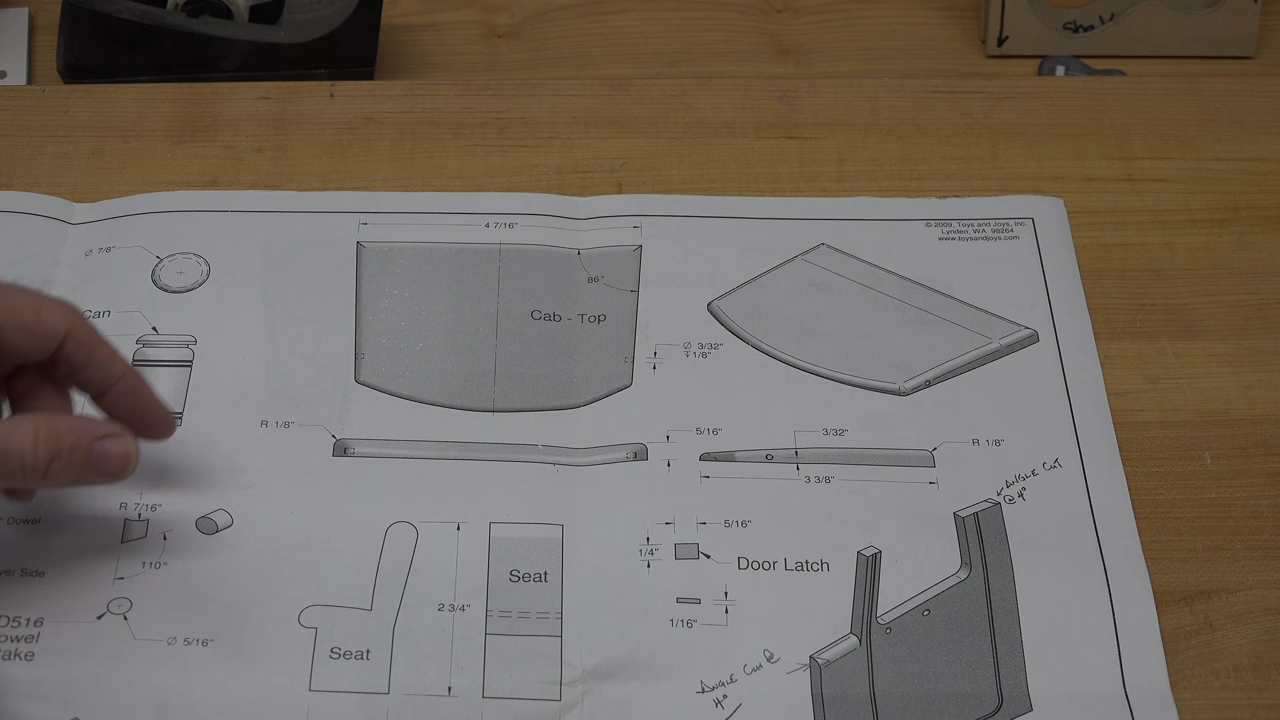 4 7/16"
© 2009, Toys and Joys, Inc.
Lynden, WA 98264
www.toysandjoys.com
Ø 7/8"
86°
Can
Cab - Top
Ø 3/32"
↧1/8"
R 1/8"
5/16"
3/32"
R 1/8"
3 3/8"
ANGLE CUT
@ 4°
R 7/16"
Dowel
5/16"
1/4"
Door Latch
110°
Side
Seat
2 3/4"
Seat
1/16"
D516
Ø 5/16"
ANGLE CUT @
4°